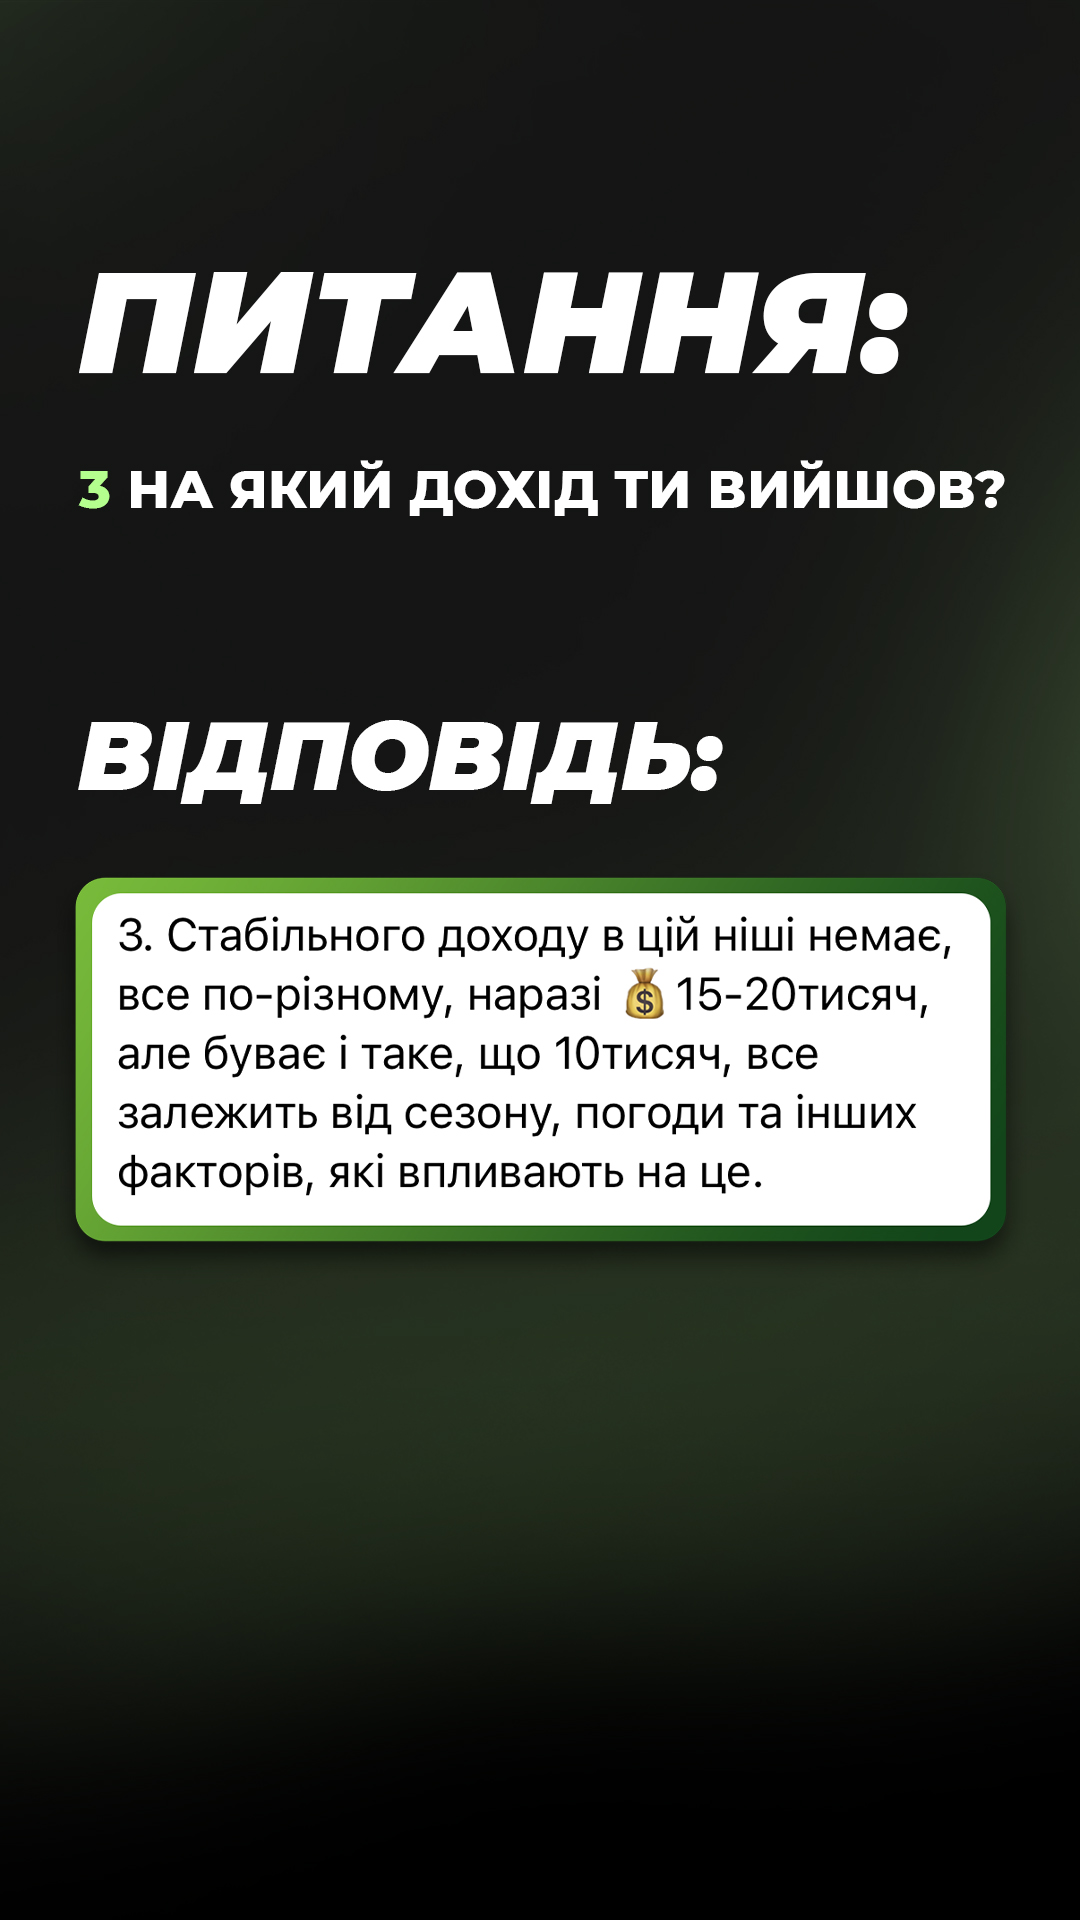 ПИТАННЯ:
3 НА ЯКИЙ ДОХІД ТИ ВИЙШОВ?
ВІДПОВІДЬ:
3. Стабільного доходу в цій ніші немає,
все по-різному, наразі 💰15-20тисяч,
але буває і таке, що 10тисяч, все
залежить від сезону, погоди та інших
факторів, які впливають на це.